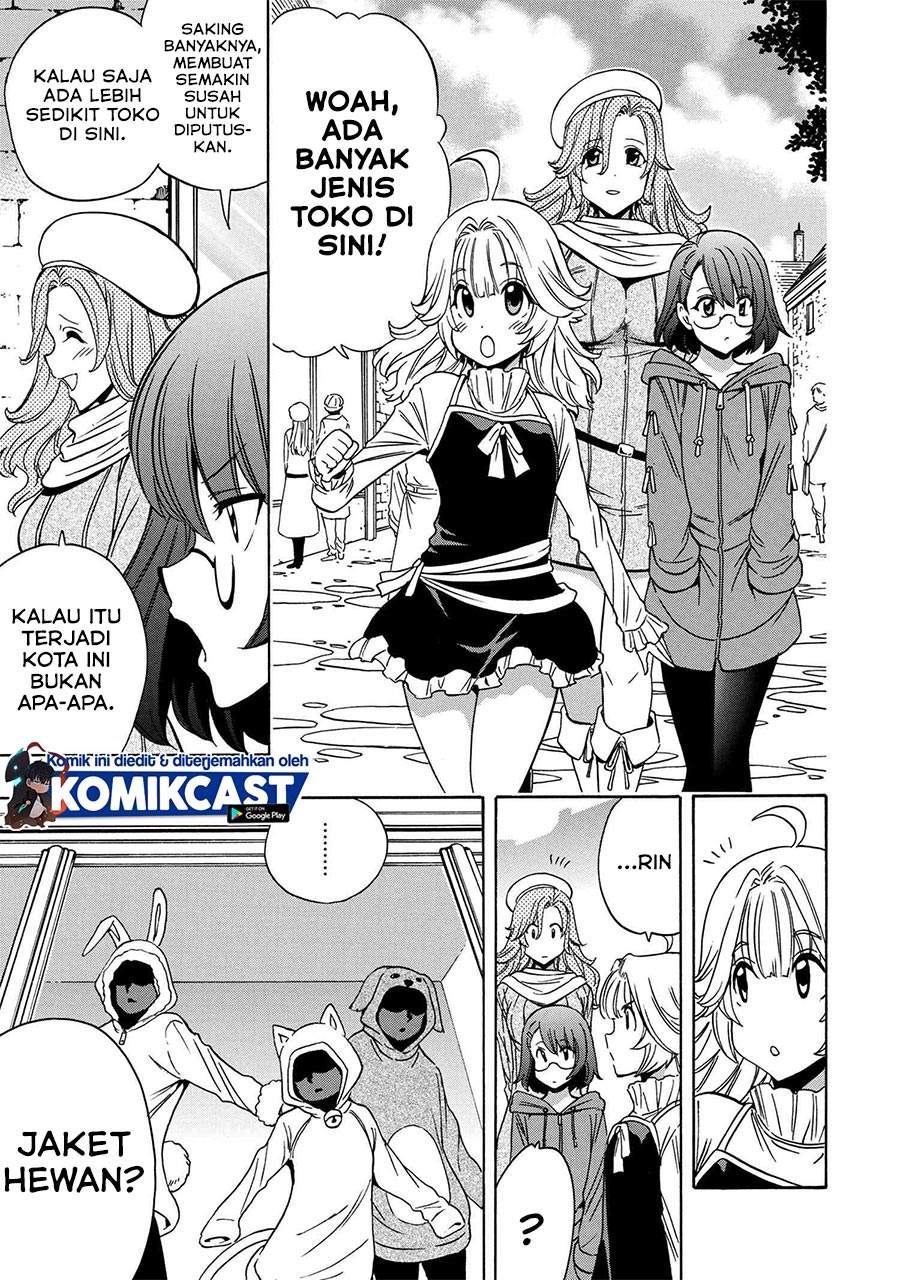 WOAH,
ADA
BANYAK
JENIS
TOKO DI
SINI!
SAKING
BANYAKNYA,
MEMBUAT
SEMAKIN
SUSAH
UNTUK
DIPUTUS-
KAN.
KALAU SAJA
ADA LEBIH
SEDIKIT TOKO
DI SINI.
KALAU ITU
TERJADI
KOTA INI
BUKAN
APA-APA.
Komik ini diedit & diterjemahkan oleh
KOMIKCAST
GET IT ON
Google Play
...RIN
?
.........
JAKET
HEWAN?